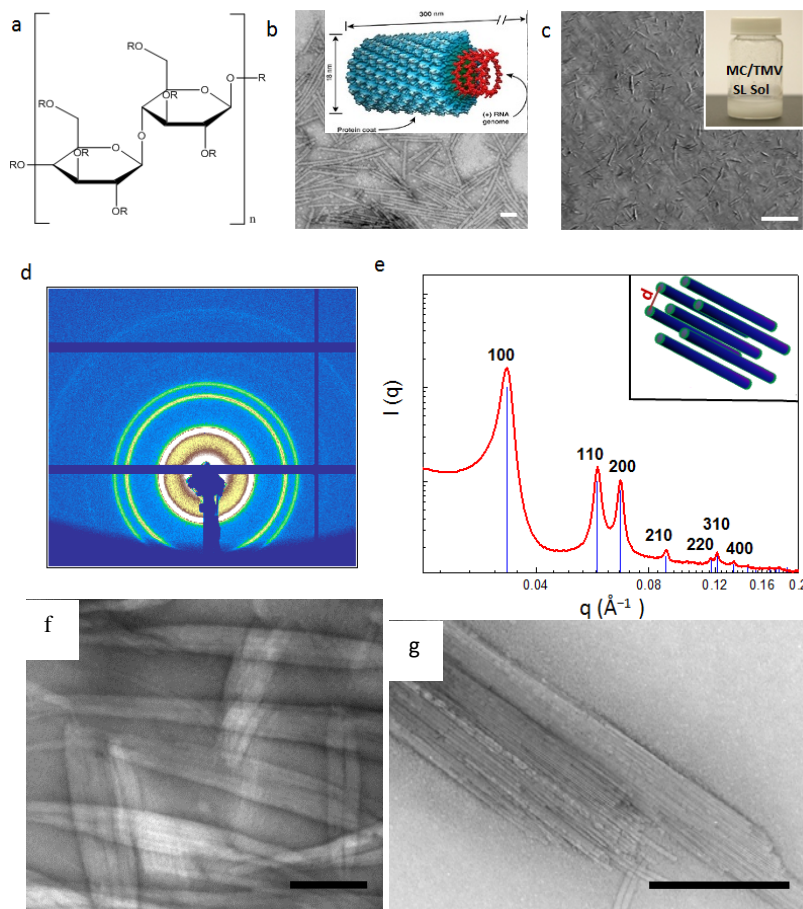 a
RO
OR
O
O
R
O
RO
OR
O
OR
RO
OR
O
OR
n
b
300 nm
18 nm
Protein coat
(+) RNA
genome
c
MC/TMV
SL Sol
d
e
I (q)
100
110
200
210
220
310
400
d
0.04
0.08
0.12
0.16
0.2
q (Å⁻¹)
f
g